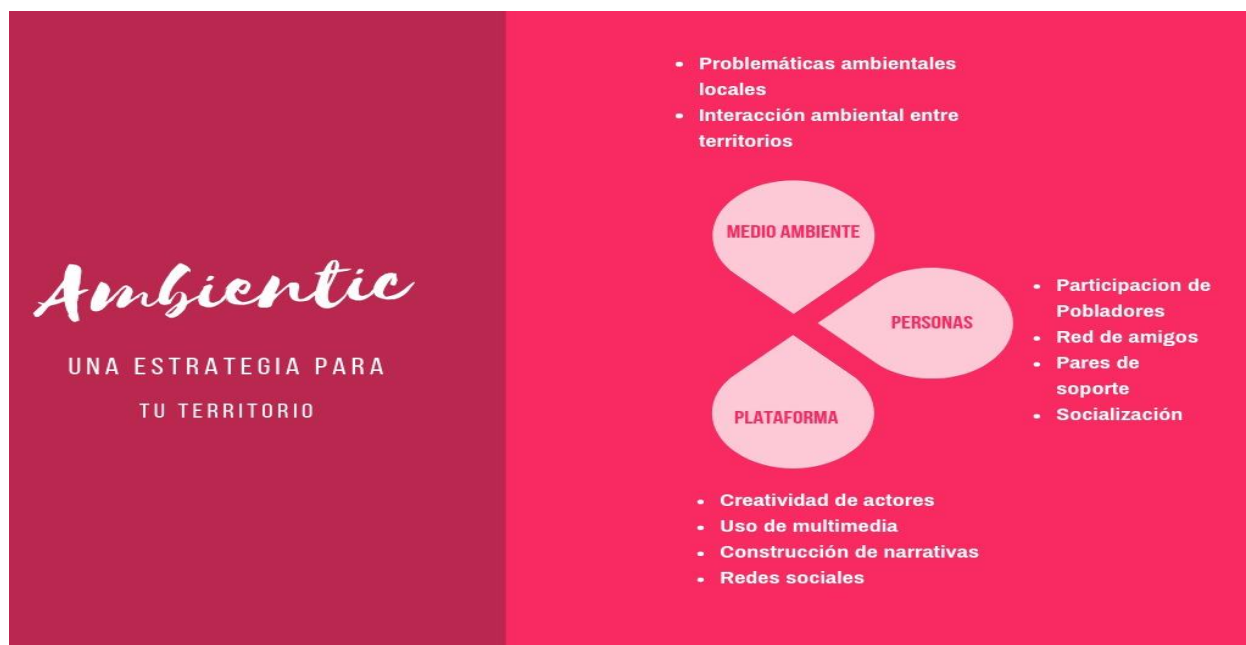 Ambientic
UNA ESTRATEGIA PARA
TU TERRITORIO
• Problemáticas ambientales
locales
• Interacción ambiental entre
territorios
MEDIO AMBIENTE
PERSONAS
• Participacion de
Pobladores
• Red de amigos
• Pares de
soporte
• Socialización
PLATAFORMA
• Creatividad de actores
• Uso de multimedia
• Construcción de narrativas
• Redes sociales